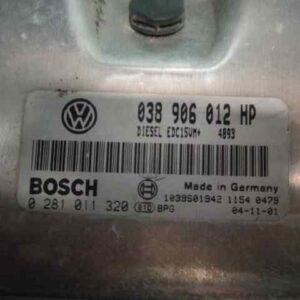 038 906 012 HP
DIESEL EDC15VM+ 4893
BOSCH
Made in Germany
0 281 011 320 BPG
1039S01942 1154 0479
04-11-01